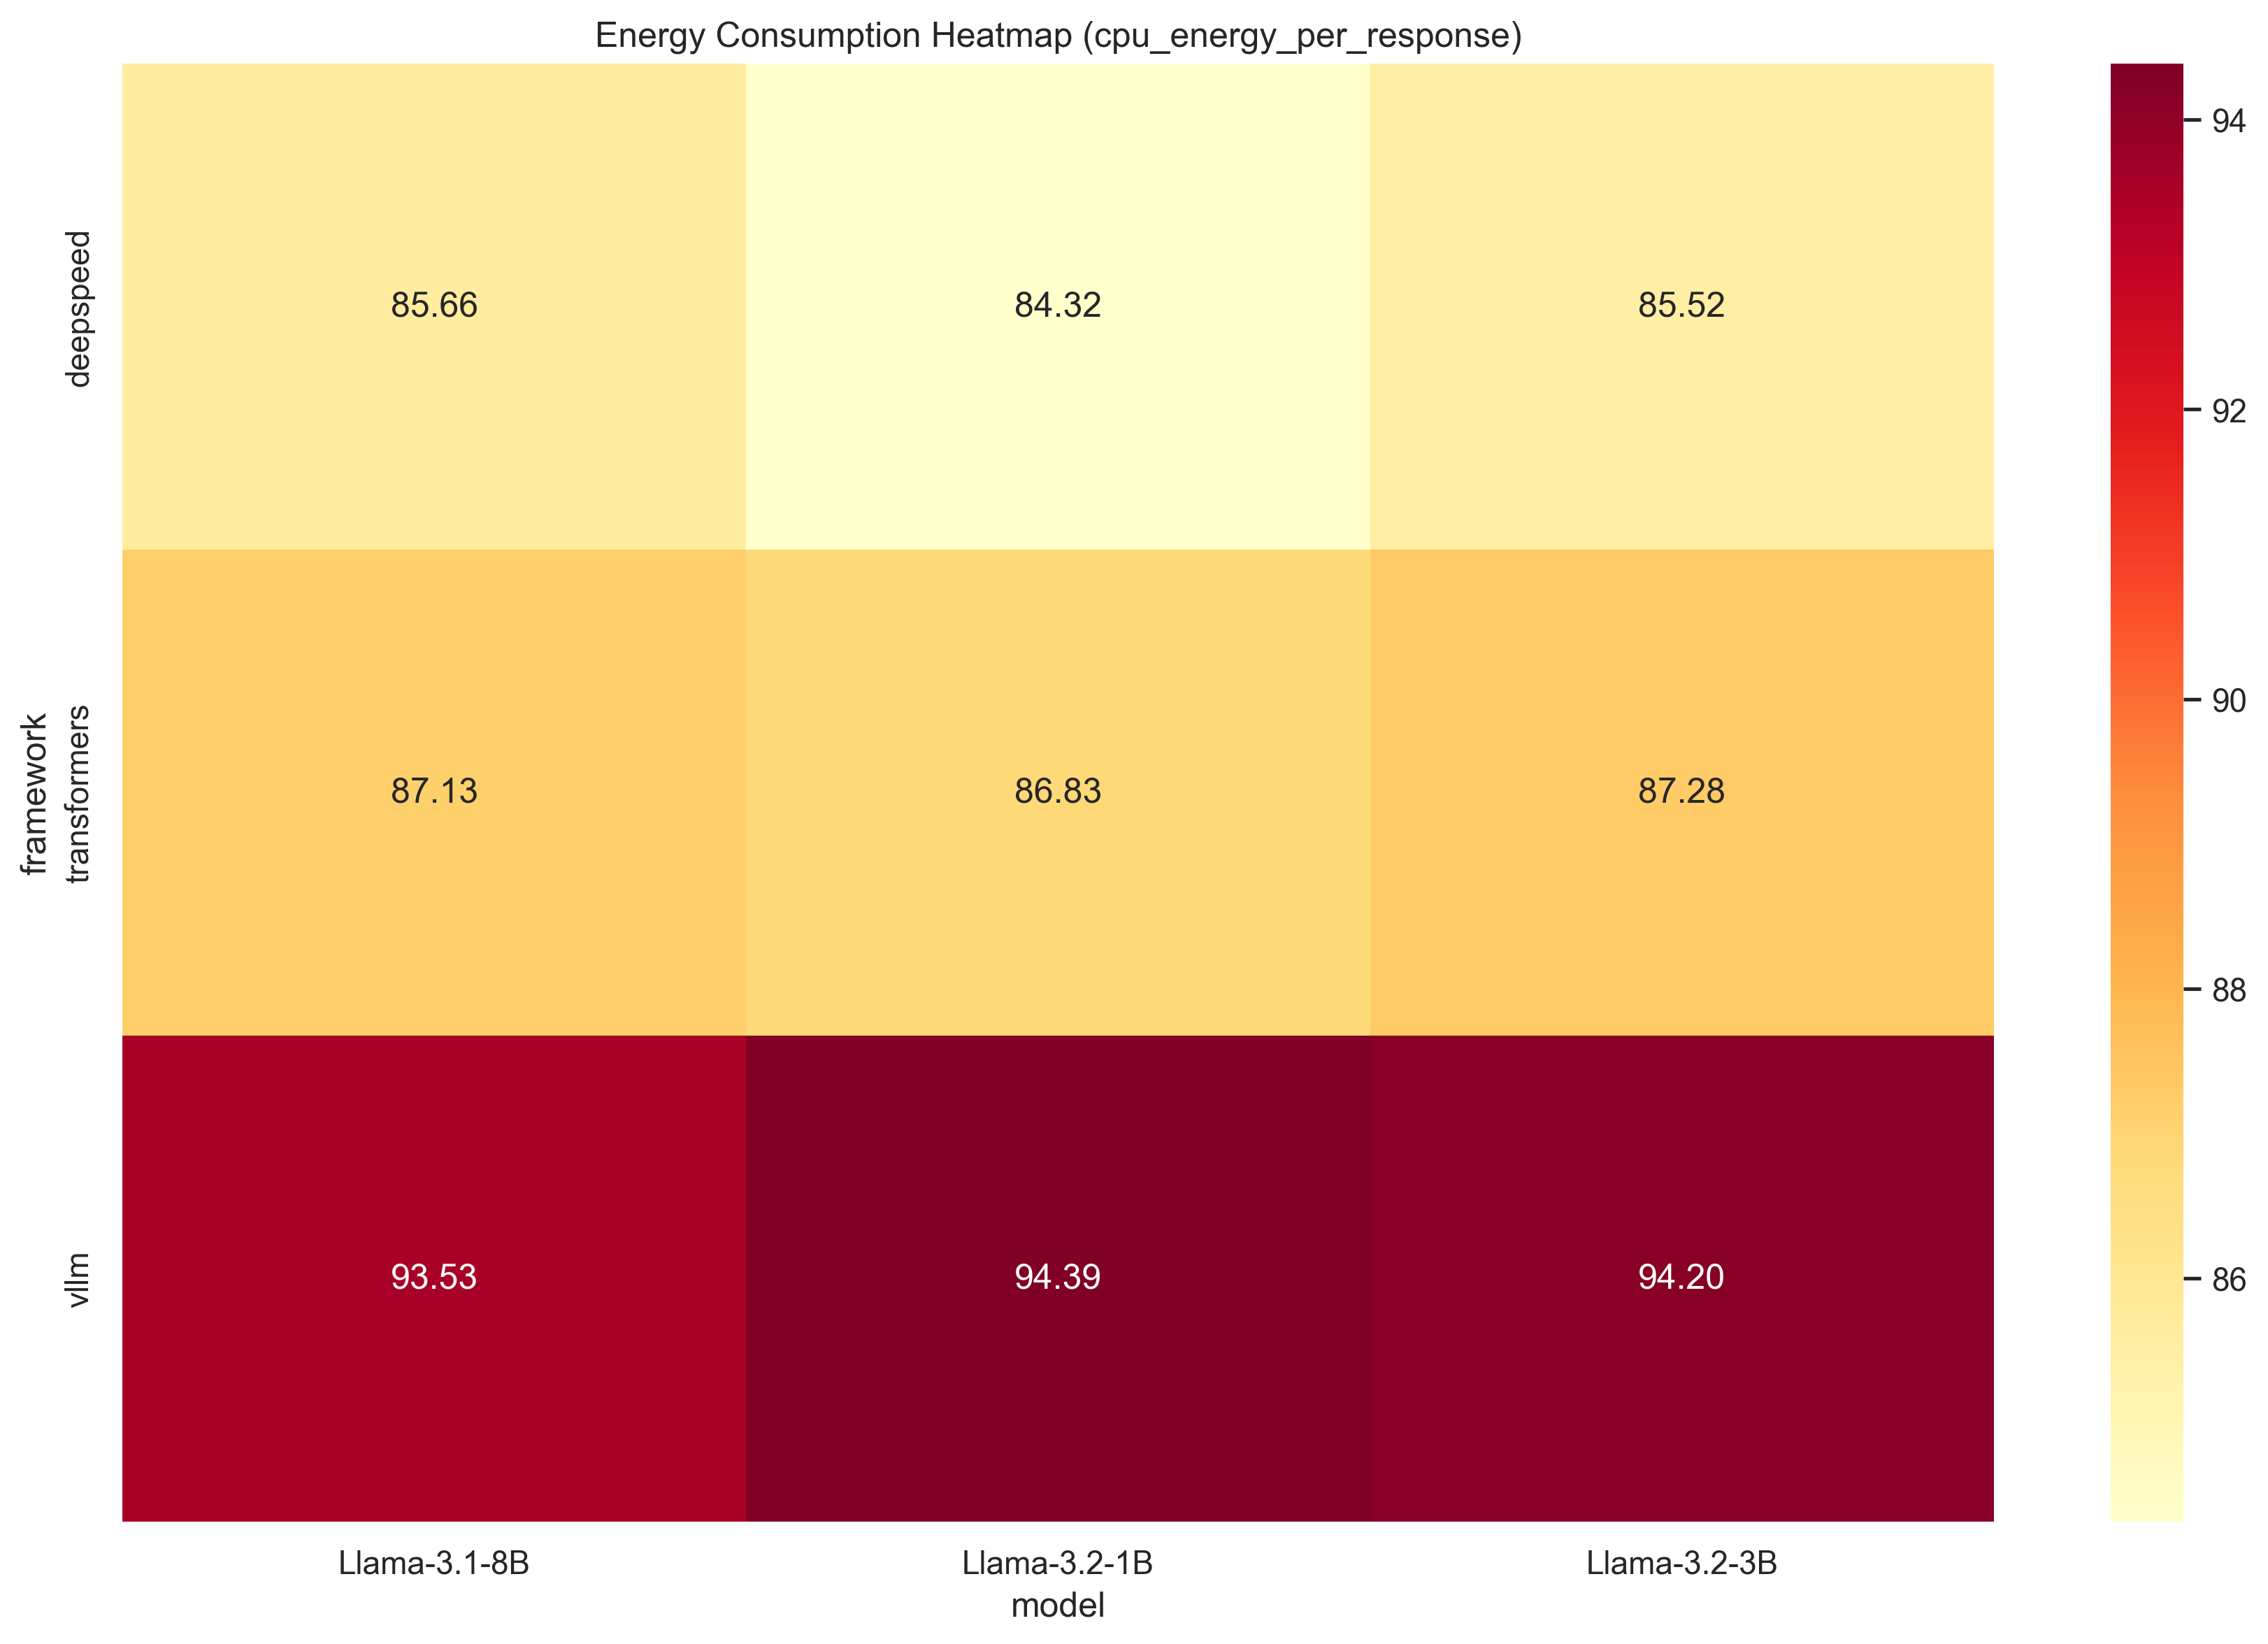 Energy Consumption Heatmap (cpu_energy_per_response)
framework
deepspeed
85.66 84.32 85.52
transformers
87.13 86.83 87.28
vllm
93.53 94.39 94.20
Llama-3.1-8B Llama-3.2-1B Llama-3.2-3B
model
94
92
90
88
86